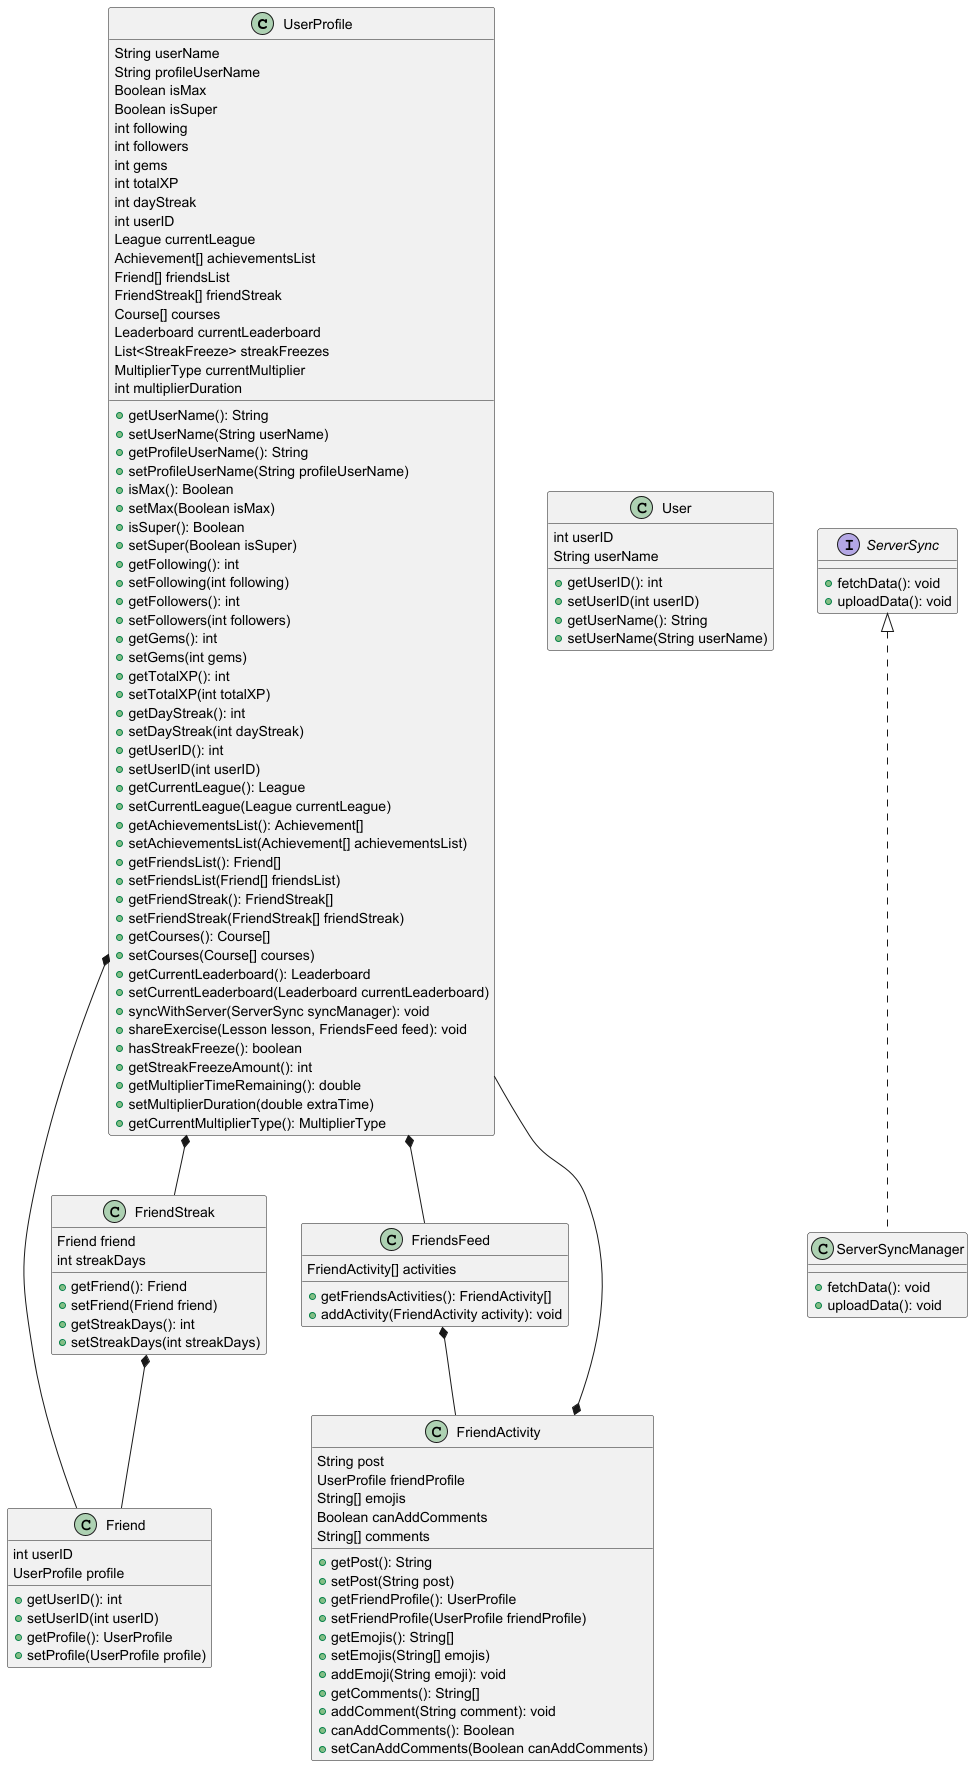 C UserProfile
String userName
String profileUserName
Boolean isMax
Boolean isSuper
int following
int followers
int gems
int totalXP
int dayStreak
int userID
League currentLeague
Achievement[] achievementsList
Friend[] friendsList
FriendStreak[] friendStreak
Course[] courses
Leaderboard currentLeaderboard
List<StreakFreeze> streakFreezes
MultiplierType currentMultiplier
int multiplierDuration
getUserName(): String
setUserName(String userName)
getProfileUserName(): String
setProfileUserName(String profileUserName)
isMax(): Boolean
setMax(Boolean isMax)
isSuper(): Boolean
setSuper(Boolean isSuper)
getFollowing(): int
setFollowing(int following)
getFollowers(): int
setFollowers(int followers)
getGems(): int
setGems(int gems)
getTotalXP(): int
setTotalXP(int totalXP)
getDayStreak(): int
setDayStreak(int dayStreak)
getUserID(): int
setUserID(int userID)
getCurrentLeague(): League
setCurrentLeague(League currentLeague)
getAchievementsList(): Achievement[]
setAchievementsList(Achievement[] achievementsList)
getFriendsList(): Friend[]
setFriendsList(Friend[] friendsList)
getFriendStreak(): FriendStreak[]
setFriendStreak(FriendStreak[] friendStreak)
getCourses(): Course[]
setCourses(Course[] courses)
getCurrentLeaderboard(): Leaderboard
setCurrentLeaderboard(Leaderboard currentLeaderboard)
syncWithServer(ServerSync syncManager): void
shareExercise(Lesson lesson, FriendsFeed feed): void
hasStreakFreeze(): boolean
getStreakFreezeAmount(): int
getMultiplierTimeRemaining(): double
setMultiplierDuration(double extraTime)
getCurrentMultiplierType(): MultiplierType
C User
int userID
String userName
getUserID(): int
setUserID(int userID)
getUserName(): String
setUserName(String userName)
I ServerSync
fetchData(): void
uploadData(): void
C FriendStreak
Friend friend
int streakDays
getFriend(): Friend
setFriend(Friend friend)
getStreakDays(): int
setStreakDays(int streakDays)
C FriendsFeed
FriendActivity[] activities
getFriendsActivities(): FriendActivity[]
addActivity(FriendActivity activity): void
C ServerSyncManager
fetchData(): void
uploadData(): void
C Friend
int userID
UserProfile profile
getUserID(): int
setUserID(int userID)
getProfile(): UserProfile
setProfile(UserProfile profile)
C FriendActivity
String post
UserProfile friendProfile
String[] emojis
Boolean canAddComments
String[] comments
getPost(): String
setPost(String post)
getFriendProfile(): UserProfile
setFriendProfile(UserProfile friendProfile)
getEmojis(): String[]
setEmojis(String[] emojis)
addEmoji(String emoji): void
getComments(): String[]
addComment(String comment): void
canAddComments(): Boolean
setCanAddComments(Boolean canAddComments)